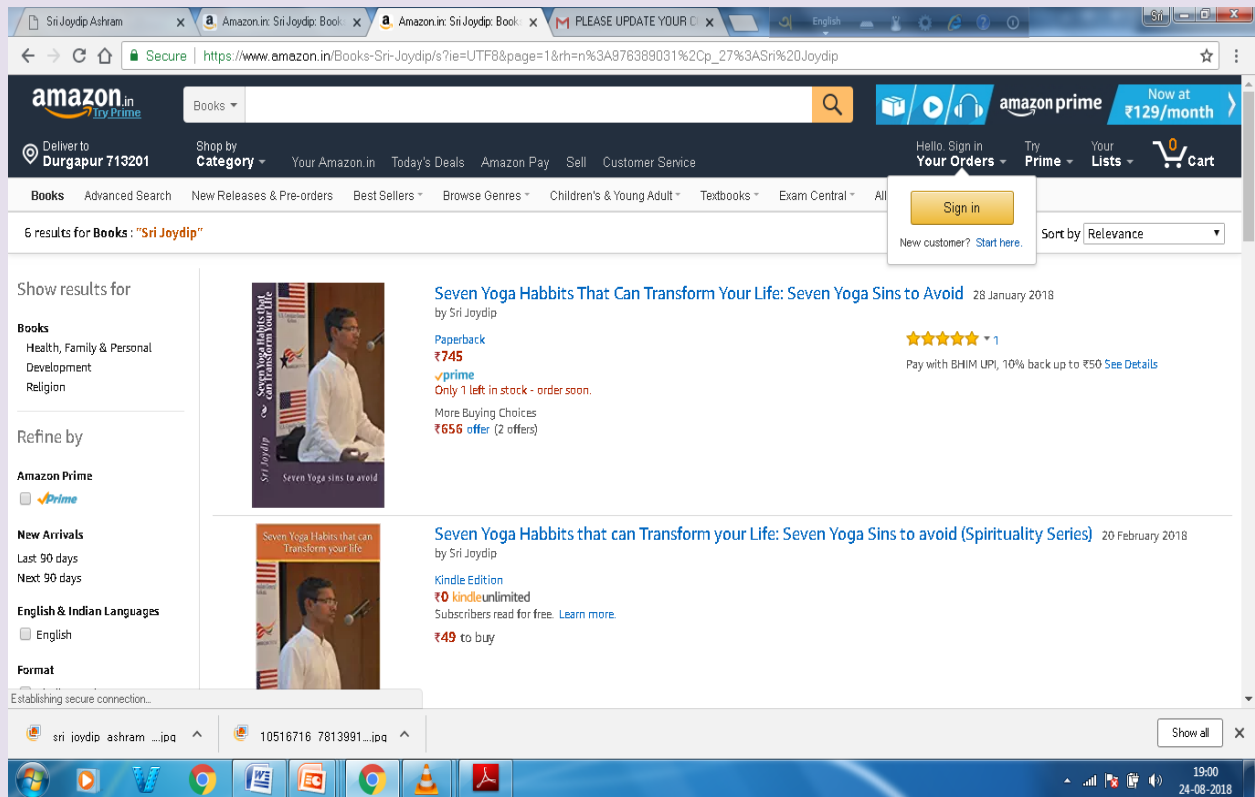 Sri Joydip Ashram
Amazon.in: Sri Joydip: Book
Amazon.in: Sri Joydip: Book
PLEASE UPDATE YOUR C
English
Sri
Secure
https://www.amazon.in/Books-Sri-Joydip/s?ie=UTF8&page=1&rh=n%3A976389031%2Cp_27%3ASri%20Joydip
amazon.in
Try Prime
Books
amazon prime
Now at
₹129/month
Deliver to
Durgapur 713201
Shop by
Category
Your Amazon.in Today's Deals Amazon Pay Sell Customer Service
Hello. Sign in
Your Orders
Try
Prime
Your
Lists
0
Cart
Books Advanced Search New Releases & Pre-orders Best Sellers Browse Genres Children's & Young Adult Textbooks Exam Central All
Sign in
New customer? Start here.
6 results for Books : "Sri Joydip"
Sort by Relevance
Show results for
Books
Health, Family & Personal
Development
Religion
Refine by
Amazon Prime
Prime
New Arrivals
Last 90 days
Next 90 days
English & Indian Languages
English
Format
Seven Yoga Habits that
can Transform Your Life
Sri Joydip
Seven Yoga sins to avoid
Seven Yoga Habbits That Can Transform Your Life: Seven Yoga Sins to Avoid 28 January 2018
by Sri Joydip
Paperback
₹745
prime
Only 1 left in stock - order soon.
More Buying Choices
₹656 offer (2 offers)
1
Pay with BHIM UPI, 10% back up to ₹50 See Details
Seven Yoga Habits that can
Transform your life
Seven Yoga Habbits that can Transform your Life: Seven Yoga Sins to avoid (Spirituality Series) 20 February 2018
by Sri Joydip
Kindle Edition
₹0 kindleunlimited
Subscribers read for free. Learn more.
₹49 to buy
Establishing secure connection...
sri_joydip_ashram_....jpg
10516716_7813991....jpg
Show all
19:00
24-08-2018